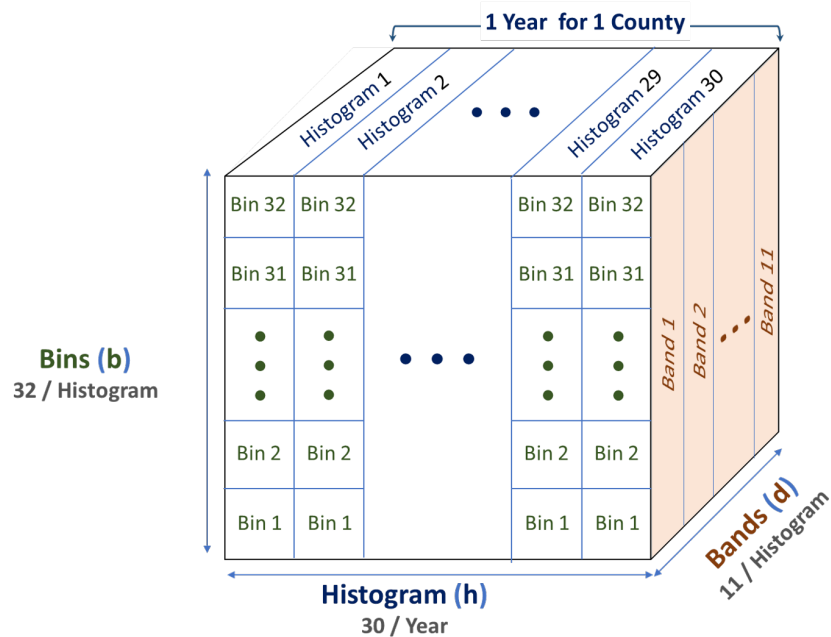 1 Year for 1 County
Histogram 1
Histogram 2
Histogram 29
Histogram 30
Bin 32 Bin 32 Bin 32 Bin 32
Bin 31 Bin 31 Bin 31 Bin 31
Bin 2 Bin 2 Bin 2 Bin 2
Bin 1 Bin 1 Bin 1 Bin 1
Band 1
Band 2
Band 11
Bins (b)
32 / Histogram
Bands (d)
11 / Histogram
Histogram (h)
30 / Year